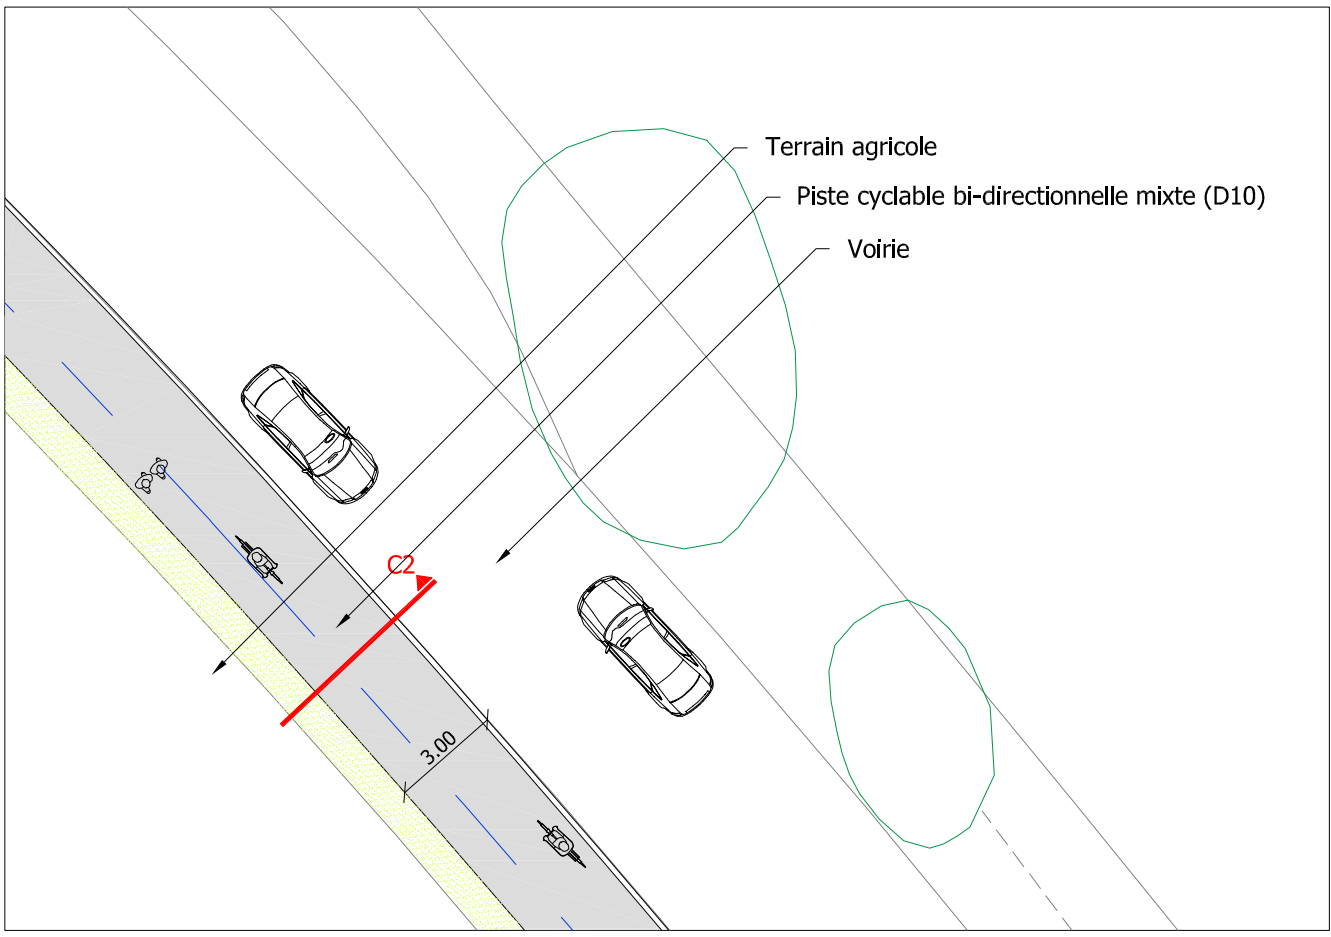 Terrain agricole
Piste cyclable bi-directionnelle mixte (D10)
Voirie
C2
3.00